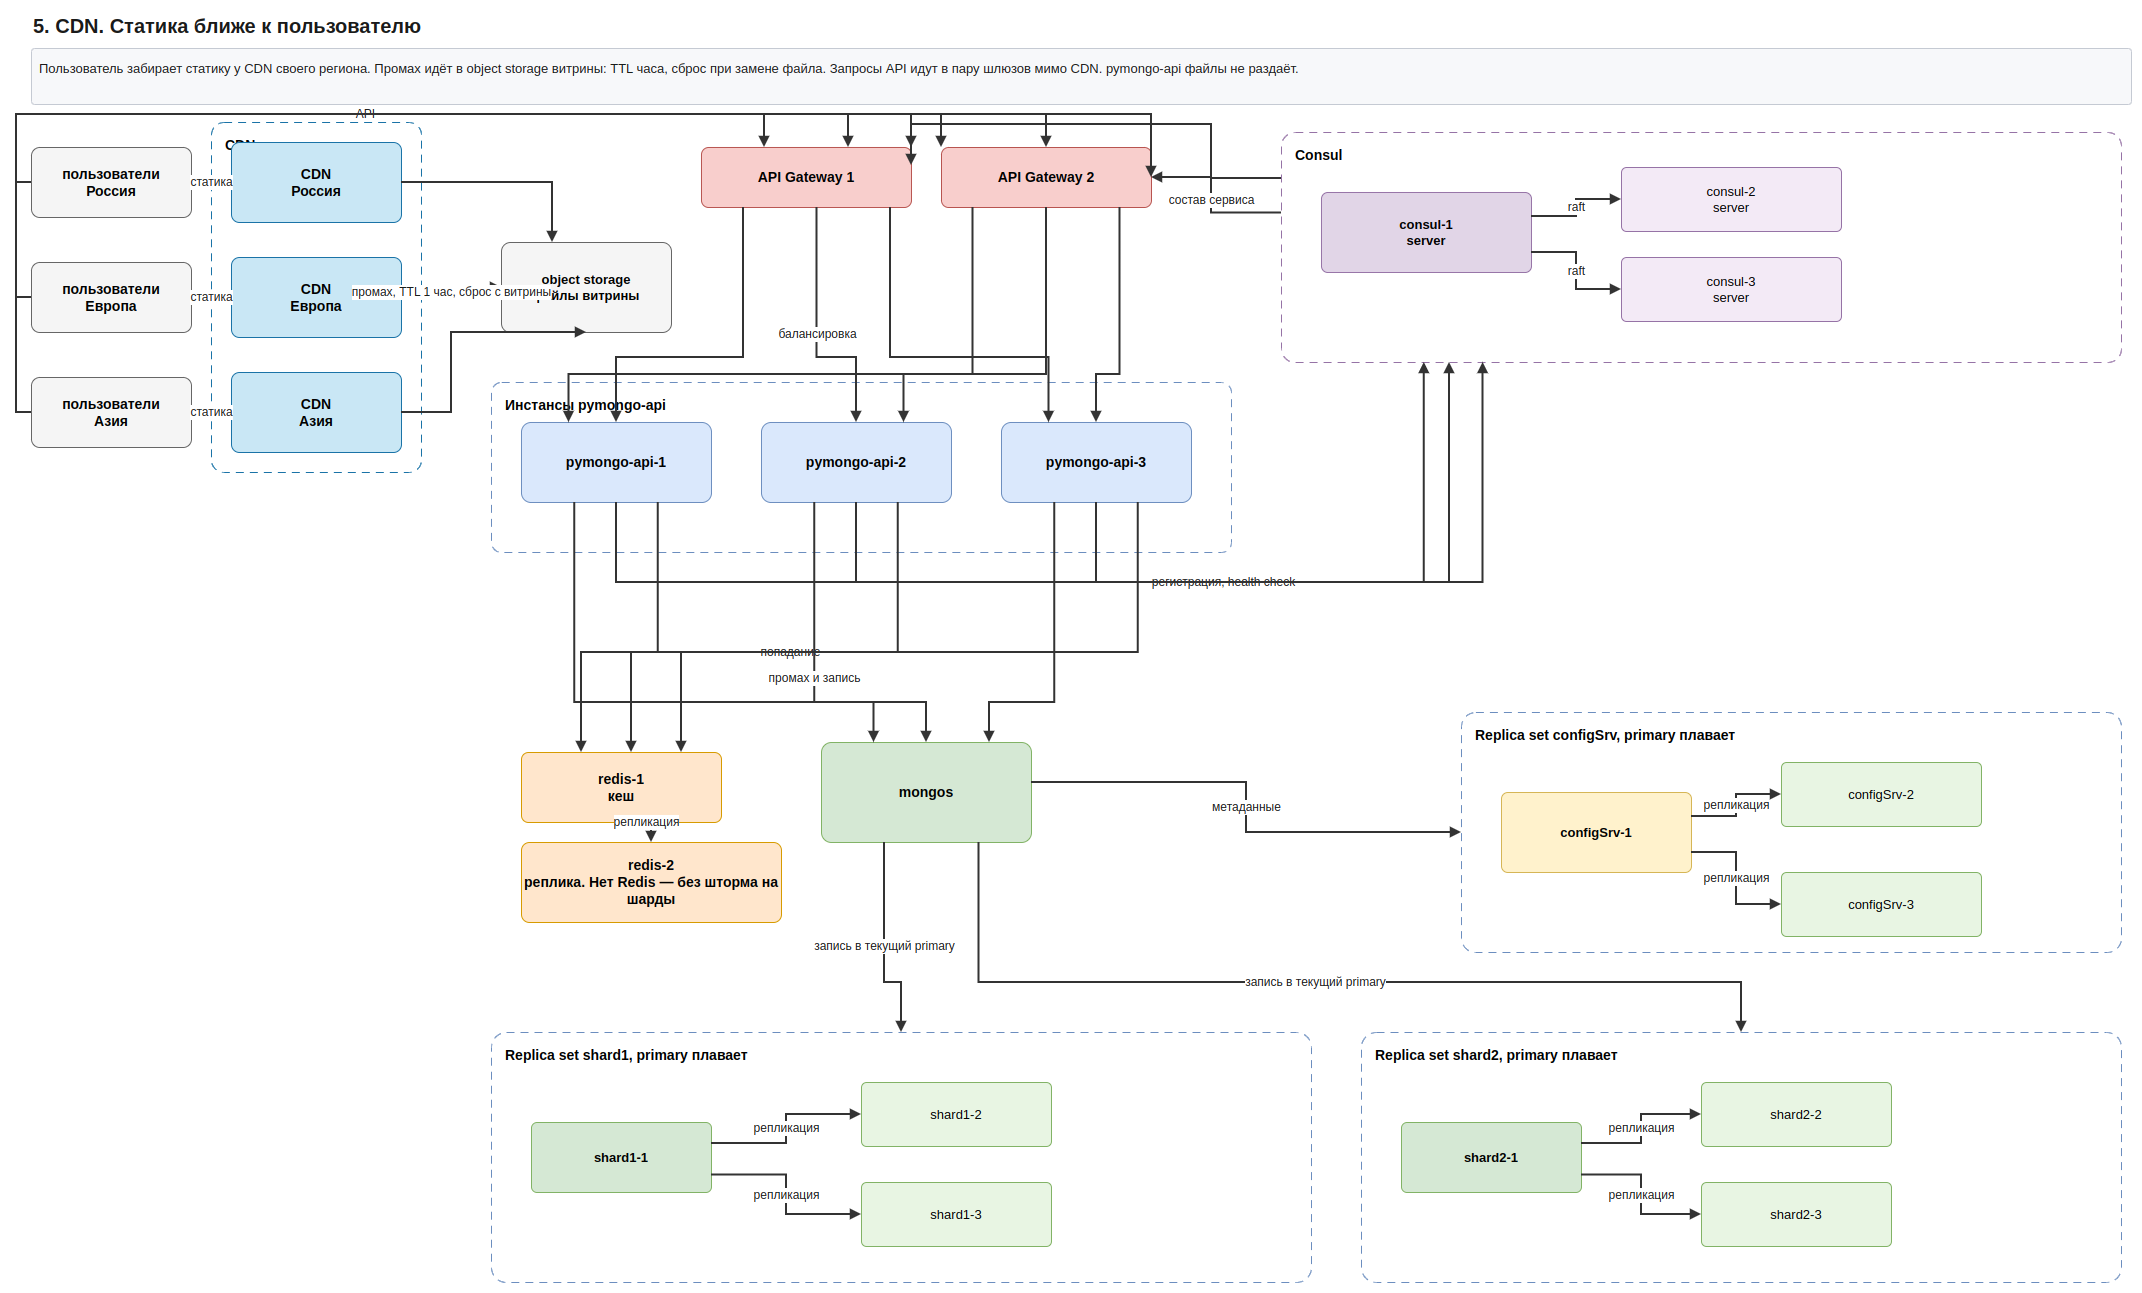 5. CDN. Статика ближе к пользователю
Пользователь забирает статику у CDN своего региона. Промах идёт в object storage витрины: TTL часа, сброс при замене файла. Запросы API идут в пару шлюзов мимо CDN. pymongo-api файлы не раздаёт.
API
CDN
пользователи
Россия
статика
CDN
Россия
API Gateway 1
API Gateway 2
состав сервиса
Consul
consul-1
server
raft
consul-2
server
raft
consul-3
server
пользователи
Европа
статика
CDN
Европа
промах, TTL 1 час, сброс с витрины
object storage
йлы витрины
балансировка
пользователи
Азия
статика
CDN
Азия
Инстансы pymongo-api
pymongo-api-1
pymongo-api-2
pymongo-api-3
регистрация, health check
попадание
промах и запись
redis-1
кеш
репликация
redis-2
реплика. Нет Redis — без шторма на
шарды
mongos
метаданные
Replica set configSrv, primary плавает
configSrv-1
репликация
configSrv-2
репликация
configSrv-3
запись в текущий primary
запись в текущий primary
Replica set shard1, primary плавает
shard1-1
репликация
shard1-2
репликация
shard1-3
Replica set shard2, primary плавает
shard2-1
репликация
shard2-2
репликация
shard2-3